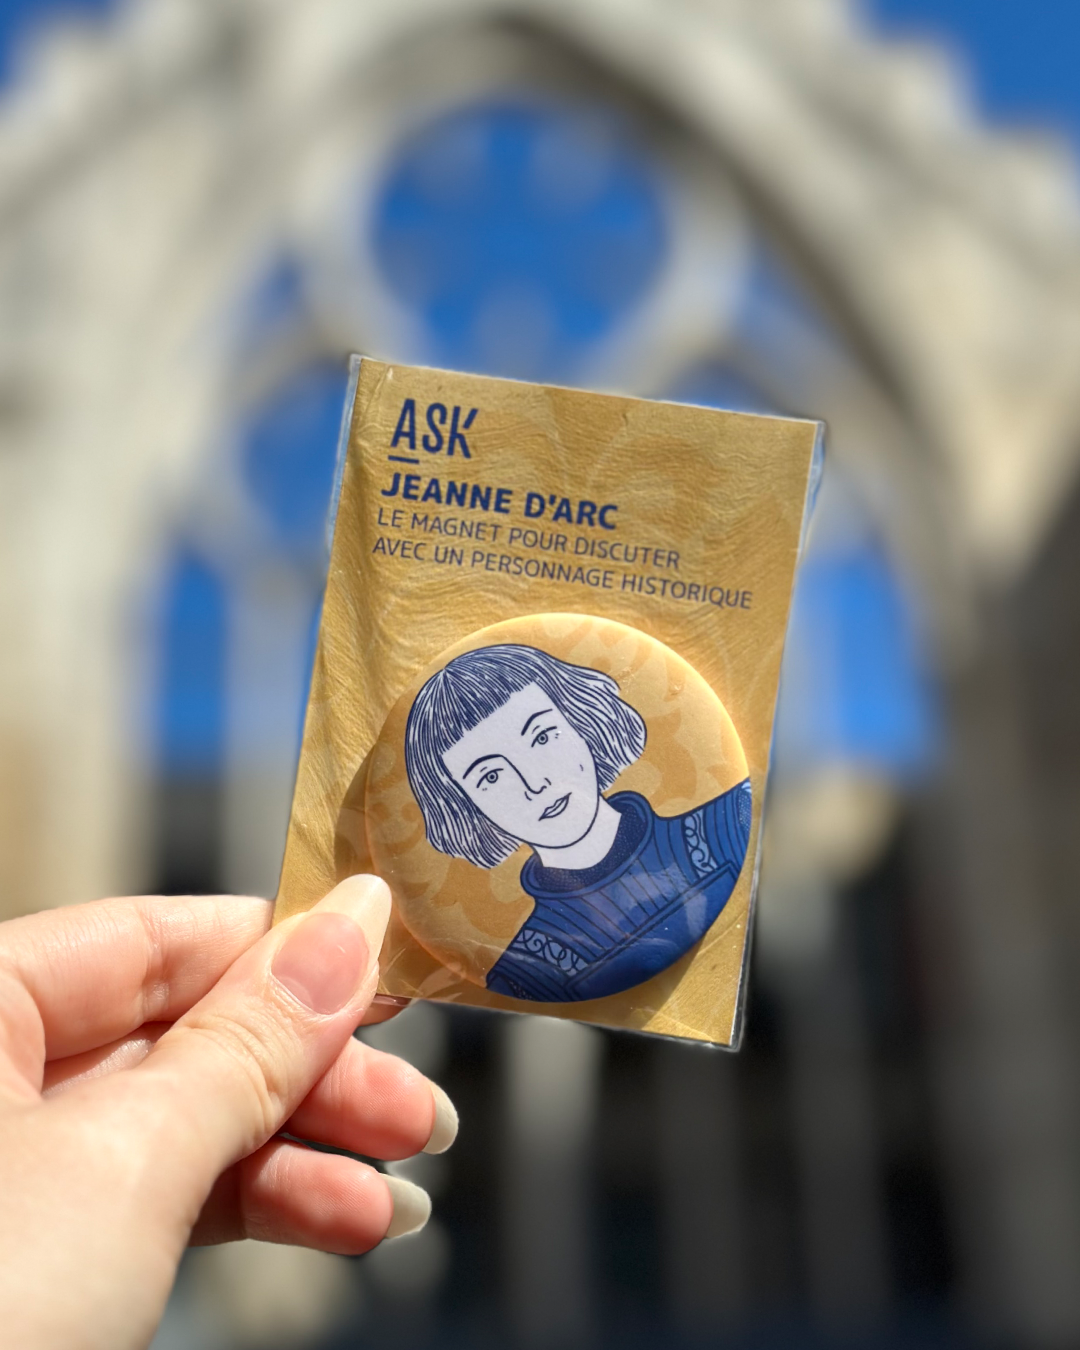 ASK
JEANNE D'ARC
LE MAGNET POUR DISCUTER
AVEC UN PERSONNAGE HISTORIQUE